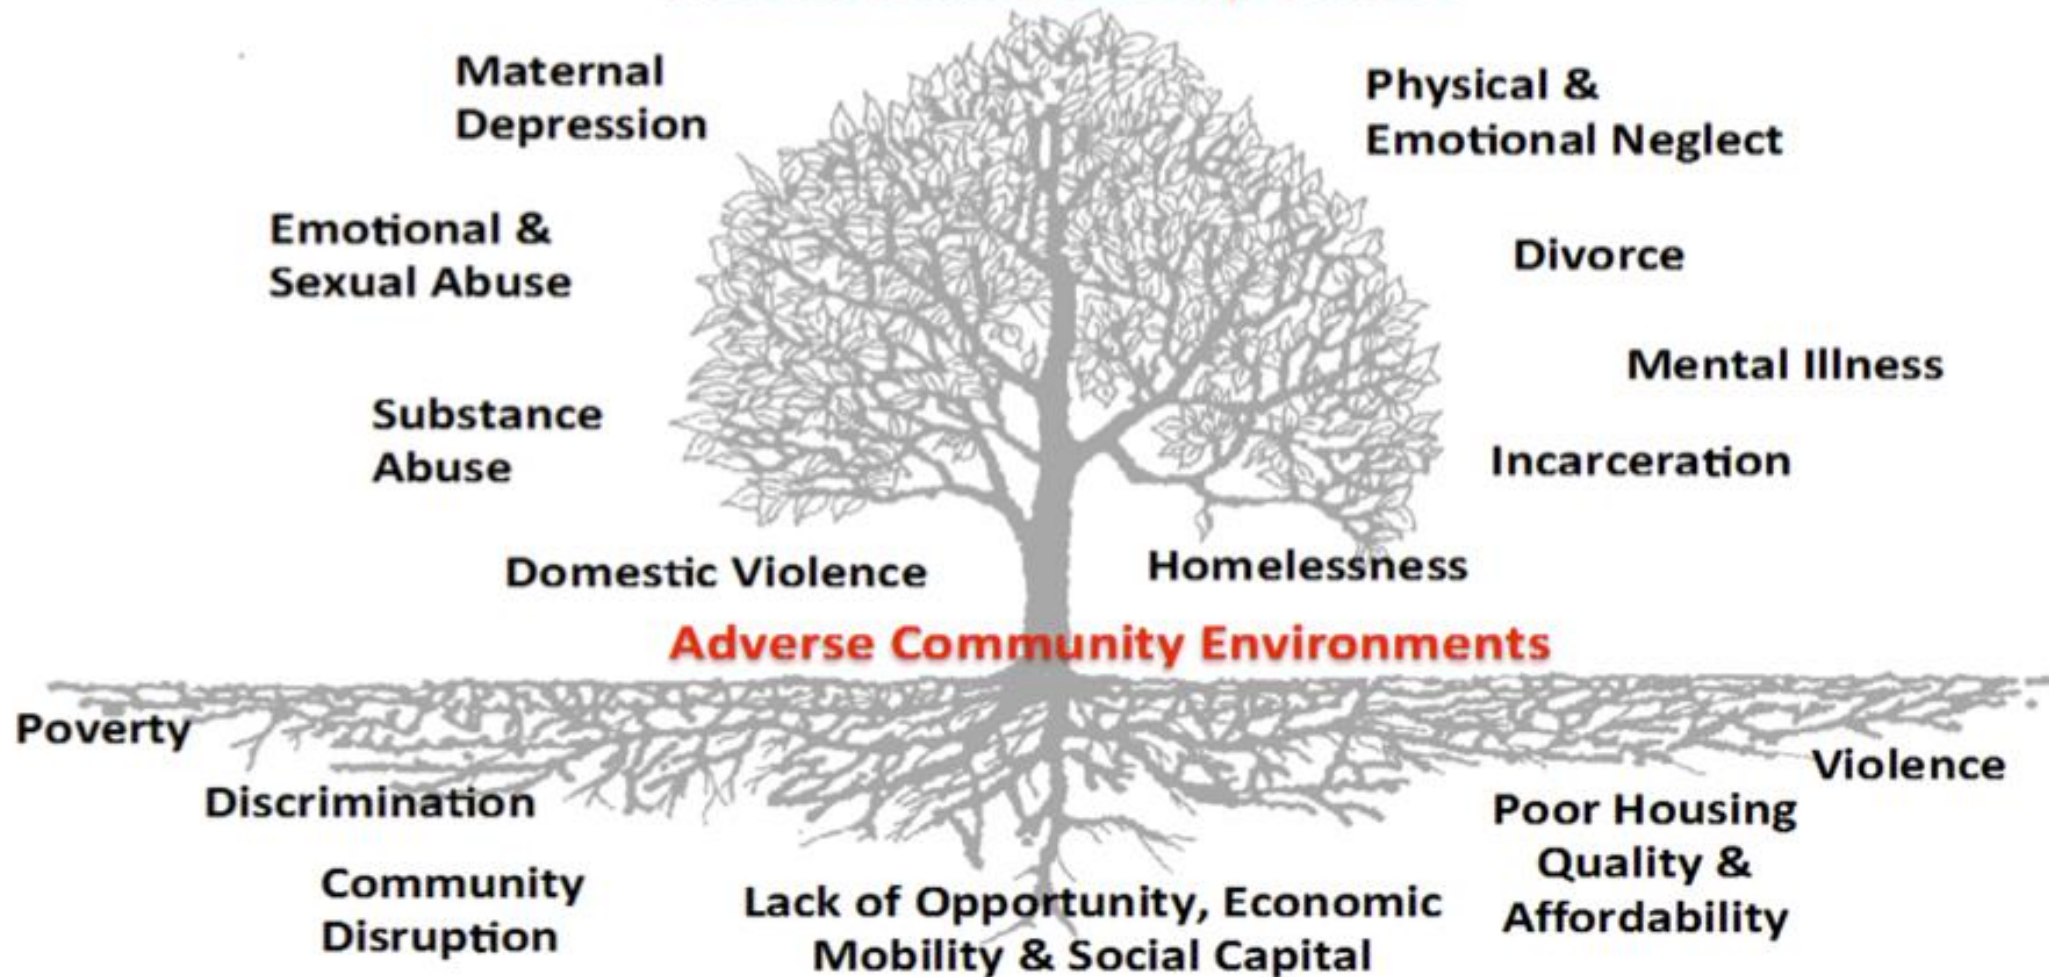 Maternal
Depression
Physical &
Emotional Neglect
Emotional &
Sexual Abuse
Divorce
Mental Illness
Substance
Abuse
Incarceration
Domestic Violence
Homelessness
Adverse Community Environments
Poverty
Violence
Discrimination
Poor Housing
Quality &
Affordability
Community
Disruption
Lack of Opportunity, Economic
Mobility & Social Capital